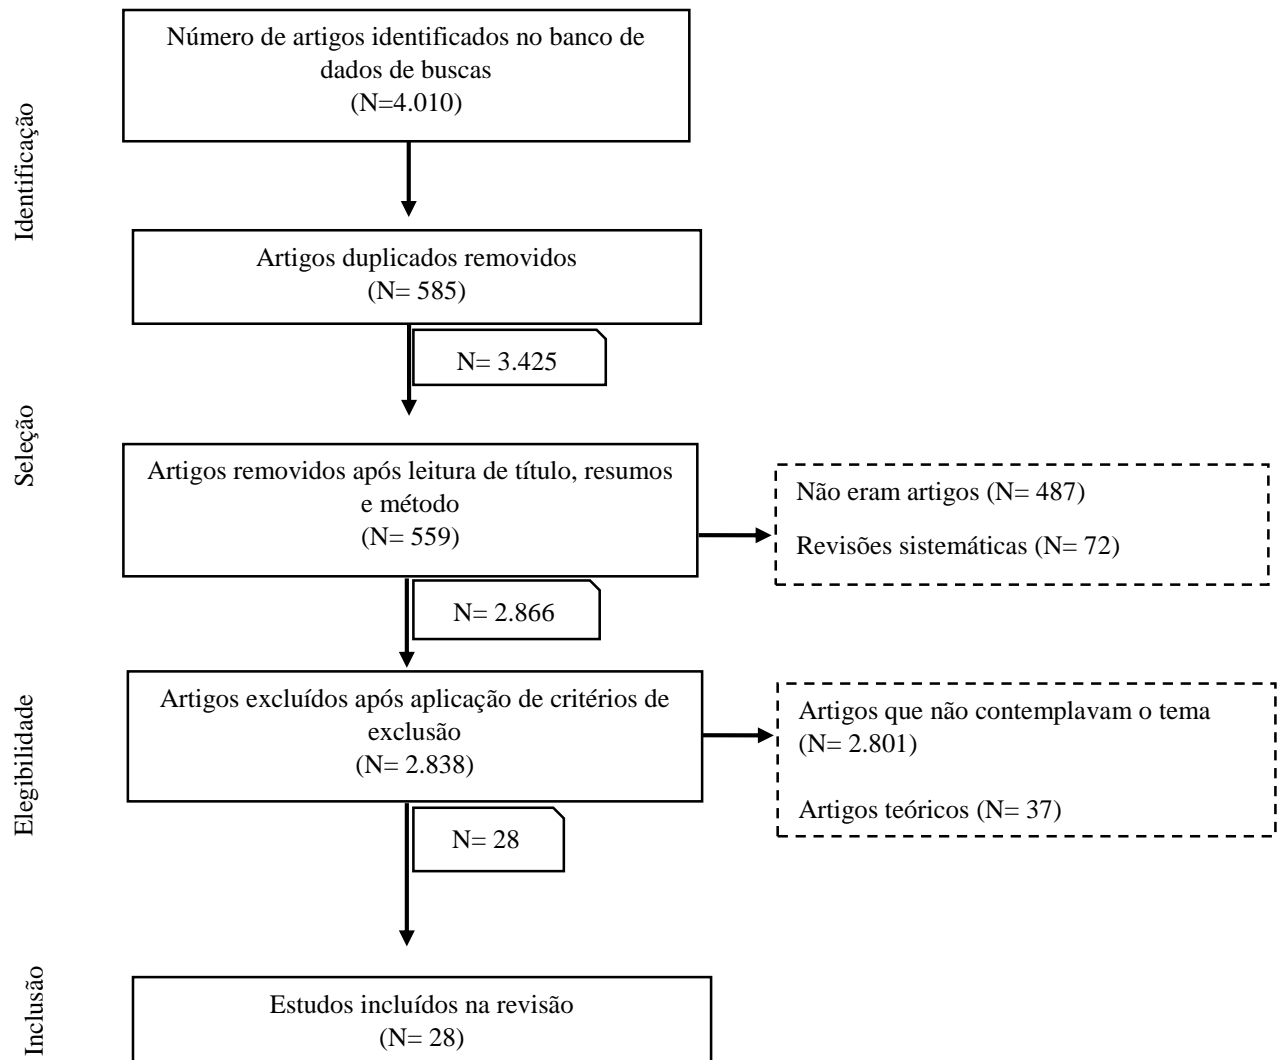 Identificação
Número de artigos identificados no banco de
dados de buscas
(N=4.010)
Artigos duplicados removidos
(N= 585)
N= 3.425
Seleção
Artigos removidos após leitura de título, resumos
e método
(N= 559)
Não eram artigos (N= 487)
Revisões sistemáticas (N= 72)
N= 2.866
Elegibilidade
Artigos excluídos após aplicação de critérios de
exclusão
(N= 2.838)
Artigos que não contemplavam o tema
(N= 2.801)
Artigos teóricos (N= 37)
N= 28
Inclusão
Estudos incluídos na revisão
(N= 28)